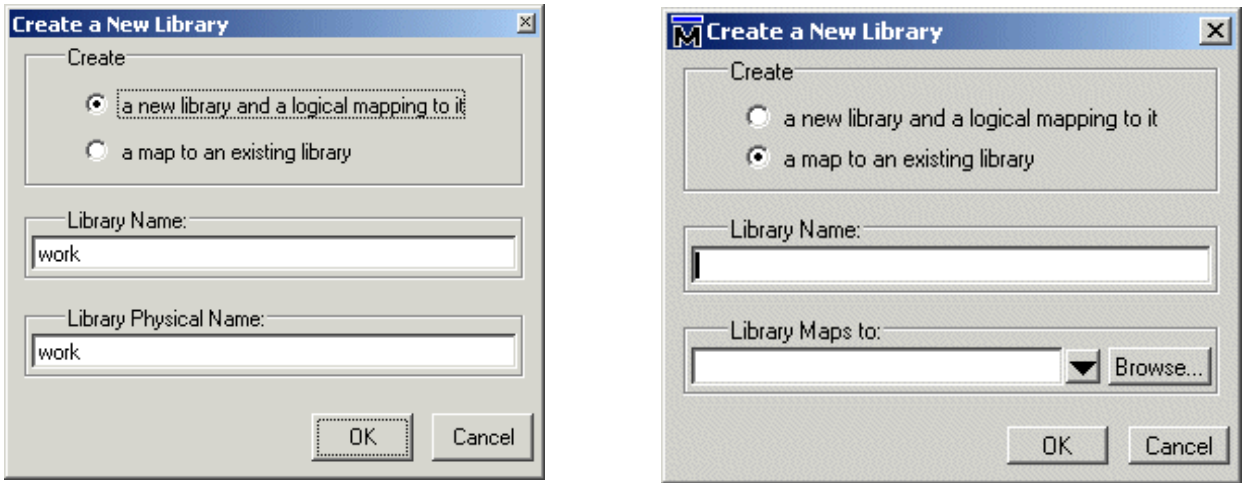 Create a New Library
Create
a new library and a logical mapping to it
a map to an existing library
Library Name:
work
Library Physical Name:
work
OK
Cancel
M
Create a New Library
Create
a new library and a logical mapping to it
a map to an existing library
Library Name:
Library Maps to:
Browse...
OK
Cancel